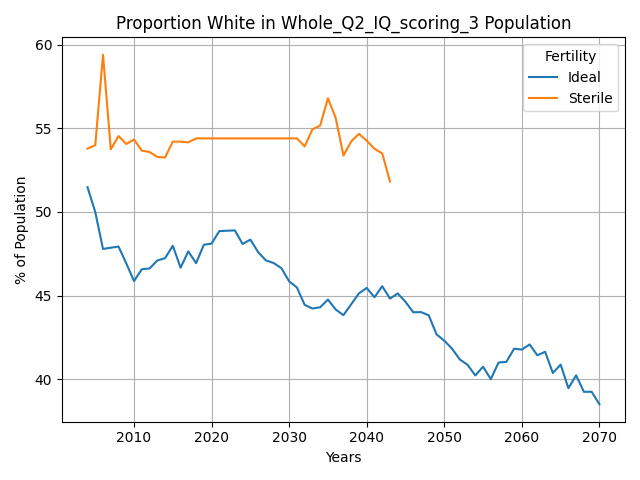 Proportion White in Whole_Q2_IQ_scoring_3 Population
60
55
50
45
40
% of Population
Fertility
Ideal
Sterile
2010 2020 2030 2040 2050 2060 2070
Years